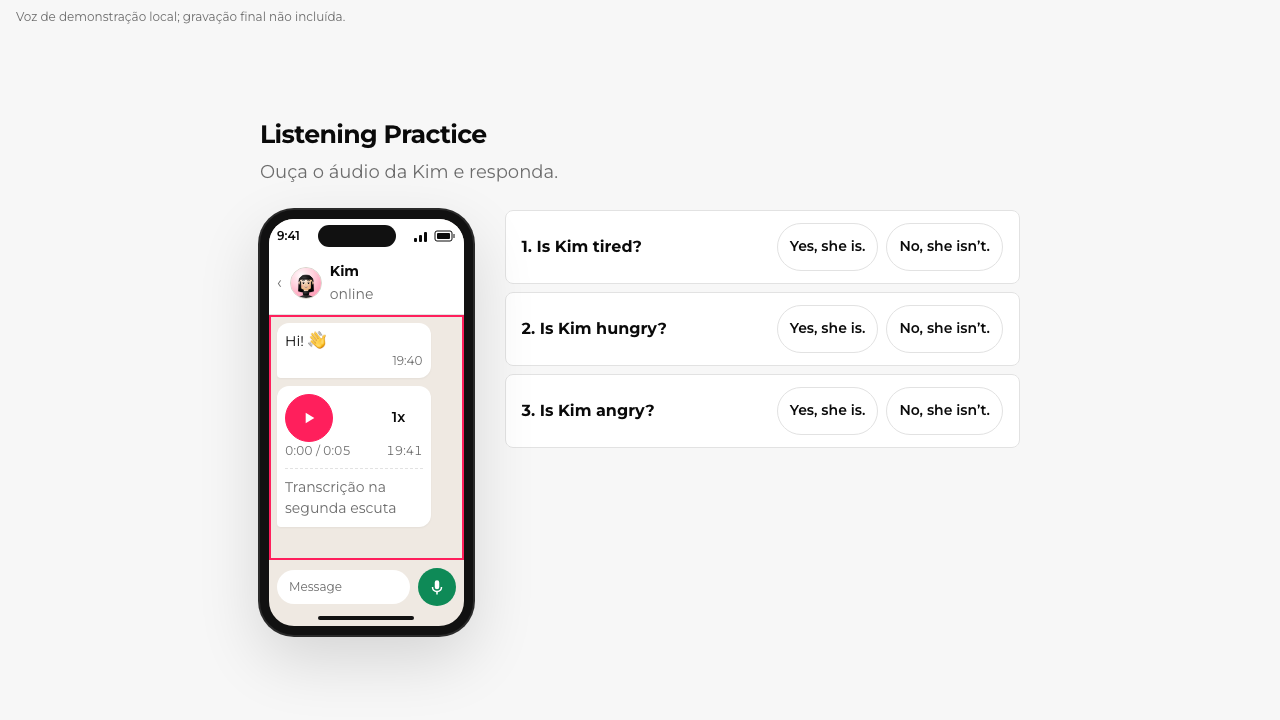 Voz de demonstração local; gravação final não incluída.
Listening Practice
Ouça o áudio da Kim e responda.
9:41
Kim
online
Hi! 👋
19:40
1x
0:00 / 0:05 19:41
Transcrição na
segunda escuta
Message
1. Is Kim tired? Yes, she is. No, she isn’t.
2. Is Kim hungry? Yes, she is. No, she isn’t.
3. Is Kim angry? Yes, she is. No, she isn’t.